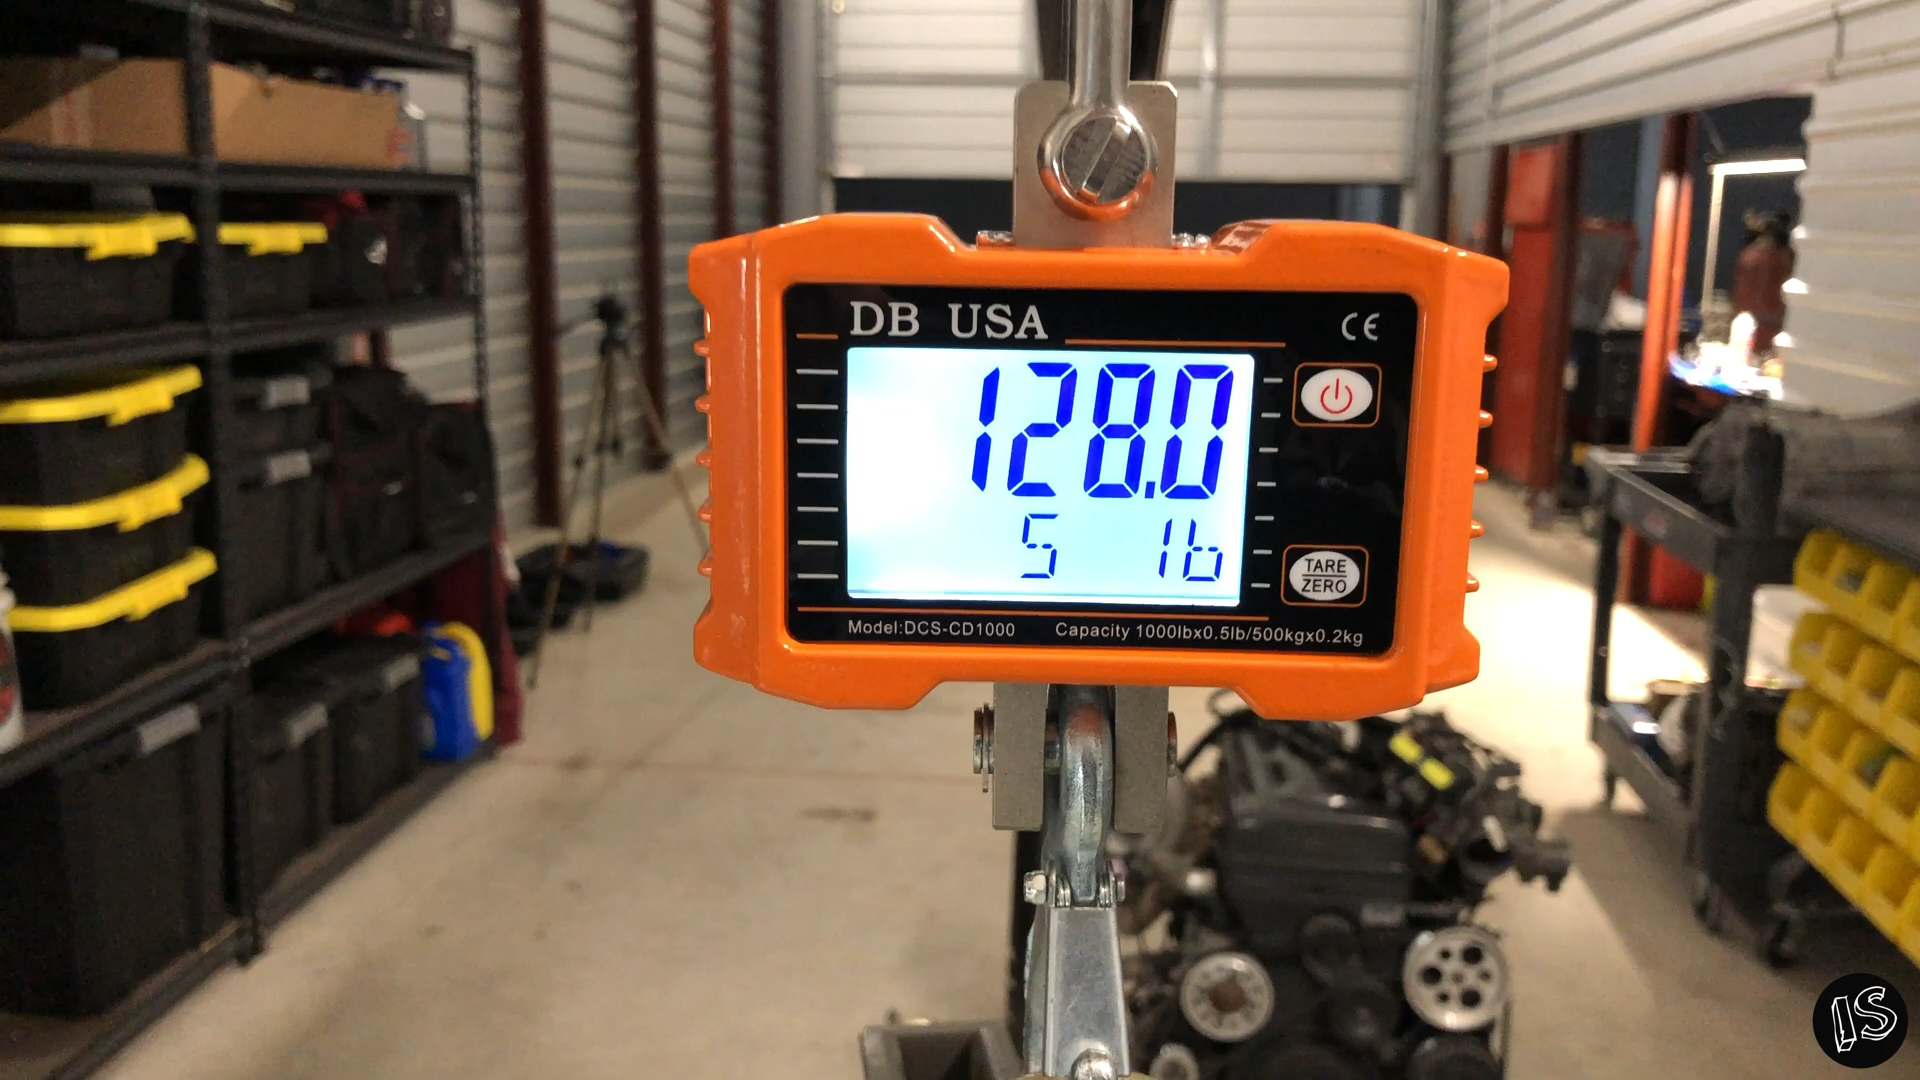 DB USA
CE
128.0
5 lb
TARE
ZERO
Model:DCS-CD1000 Capacity 1000lbx0.5lb/500kgx0.2kg
IS